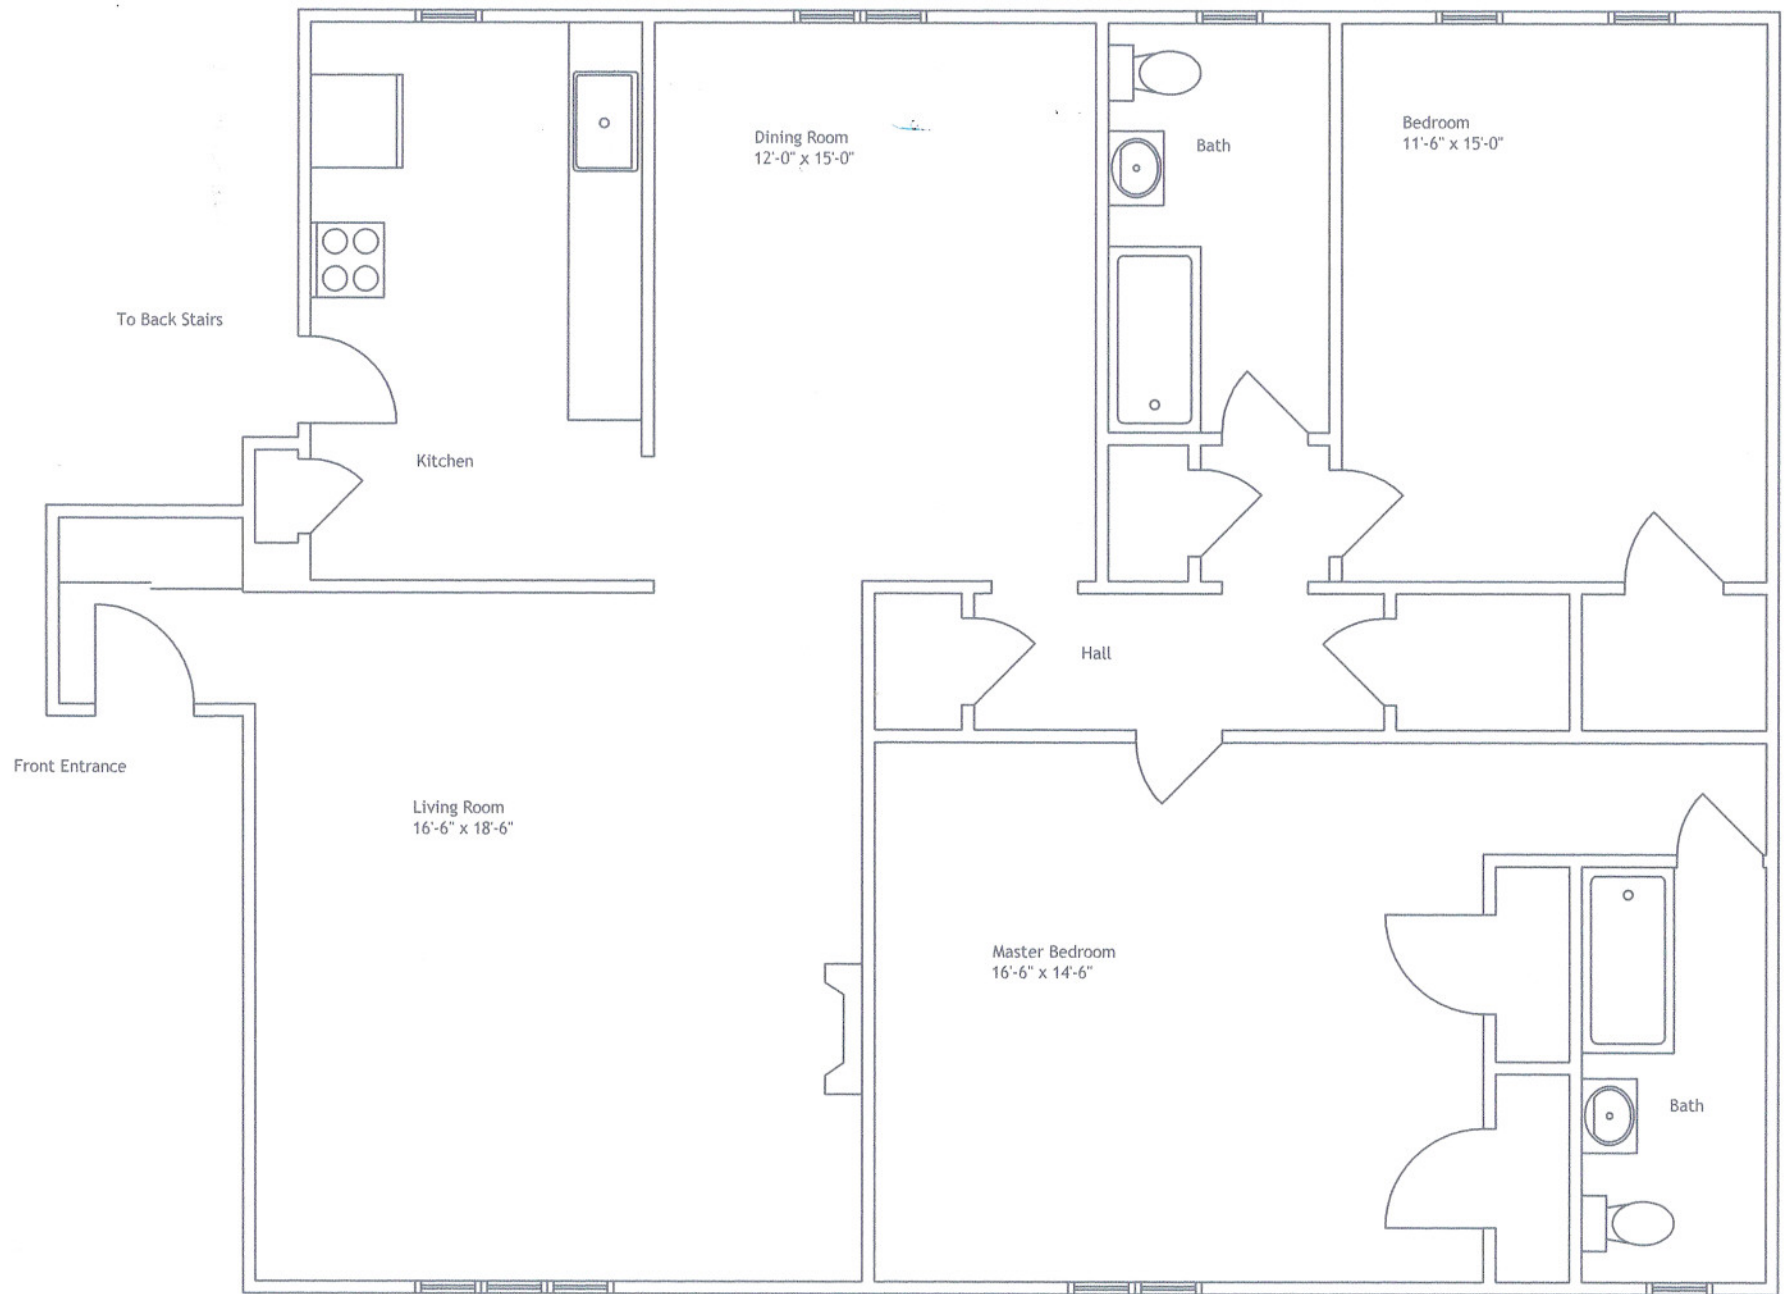 Dining Room
12'-0" x 15'-0"
Bath
Bedroom
11'-6" x 15'-0"
To Back Stairs
Kitchen
Hall
Front Entrance
Living Room
16'-6" x 18'-6"
Master Bedroom
16'-6" x 14'-6"
Bath